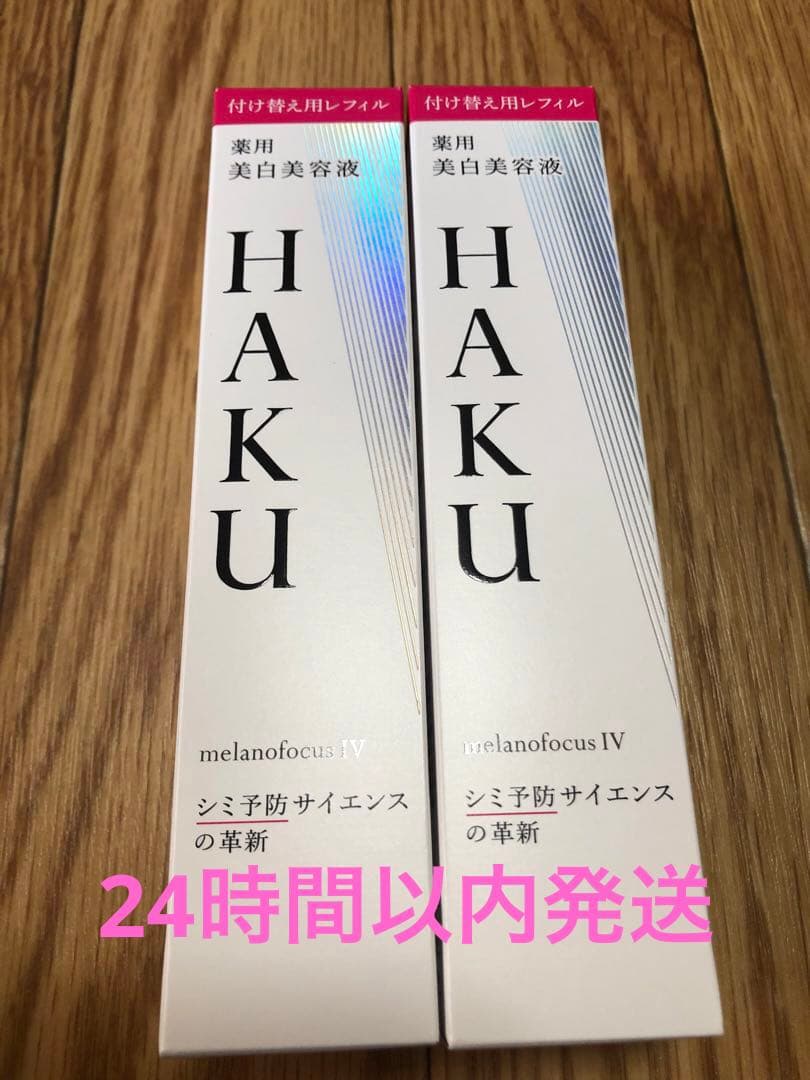 付け替え用レフィル
薬用
美白美容液
HAKU
melanofocus IV
シミ予防サイエンス
の革新
付け替え用レフィル
薬用
美白美容液
HAKU
melanofocus IV
シミ予防サイエンス
の革新
24時間以内発送